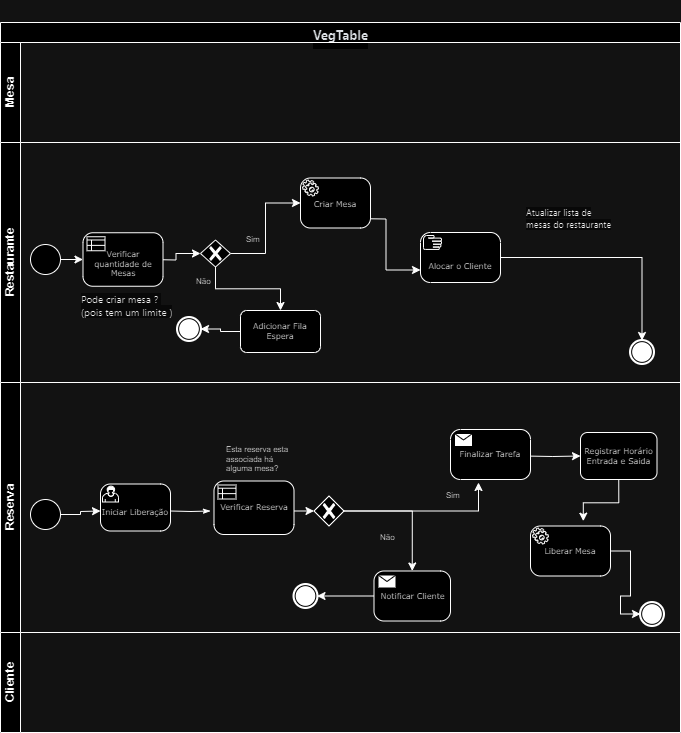 VegTable
Mesa
Restaurante
Criar Mesa
Atualizar lista de
mesas do restaurante
Sim
Verificar
quantidade de
Mesas
Alocar o Cliente
Não
Pode criar mesa ?
(pois tem um limite )
Adicionar Fila
Espera
Reserva
Esta reserva esta
associada há
alguma mesa?
Finalizar Tarefa
Registrar Horário
Entrada e Saida
Sim
Iniciar Liberação
Verificar Reserva
Não
Liberar Mesa
Notificar Cliente
Cliente